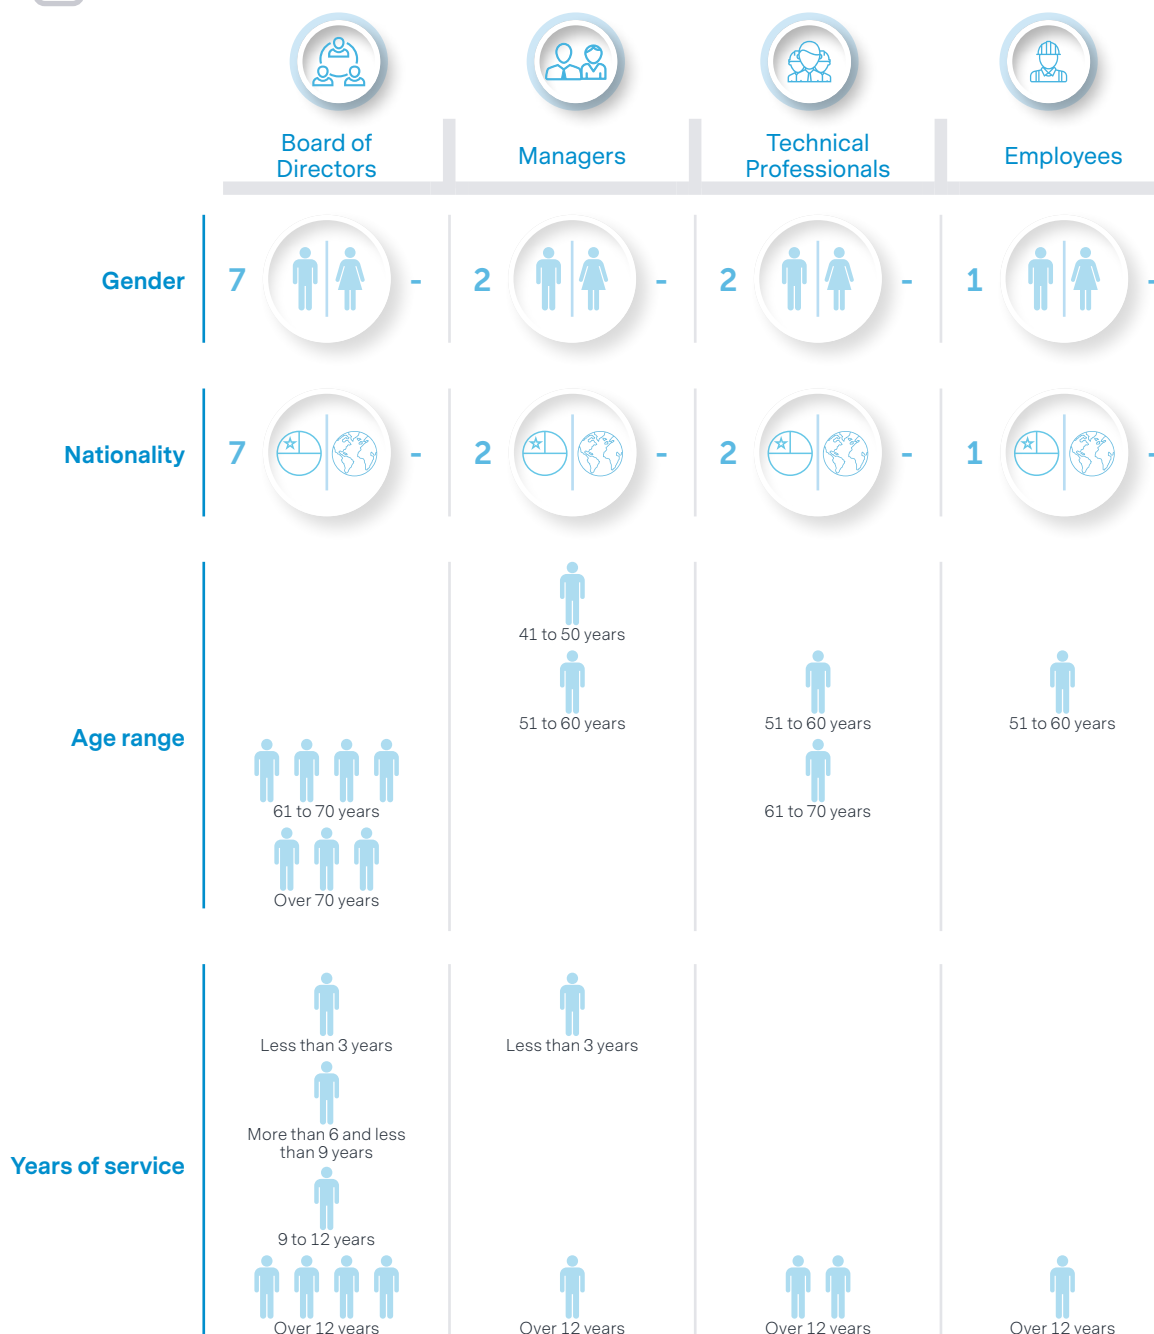 Board of
Directors
Managers
Technical
Professionals
Employees
Gender
7
-
2
-
2
-
1
-
Nationality
7
-
2
-
2
-
1
-
Age range
41 to 50 years
51 to 60 years
51 to 60 years
51 to 60 years
61 to 70 years
61 to 70 years
Over 70 years
Years of service
Less than 3 years
Less than 3 years
More than 6 and less
than 9 years
9 to 12 years
Over 12 years
Over 12 years
Over 12 years
Over 12 years